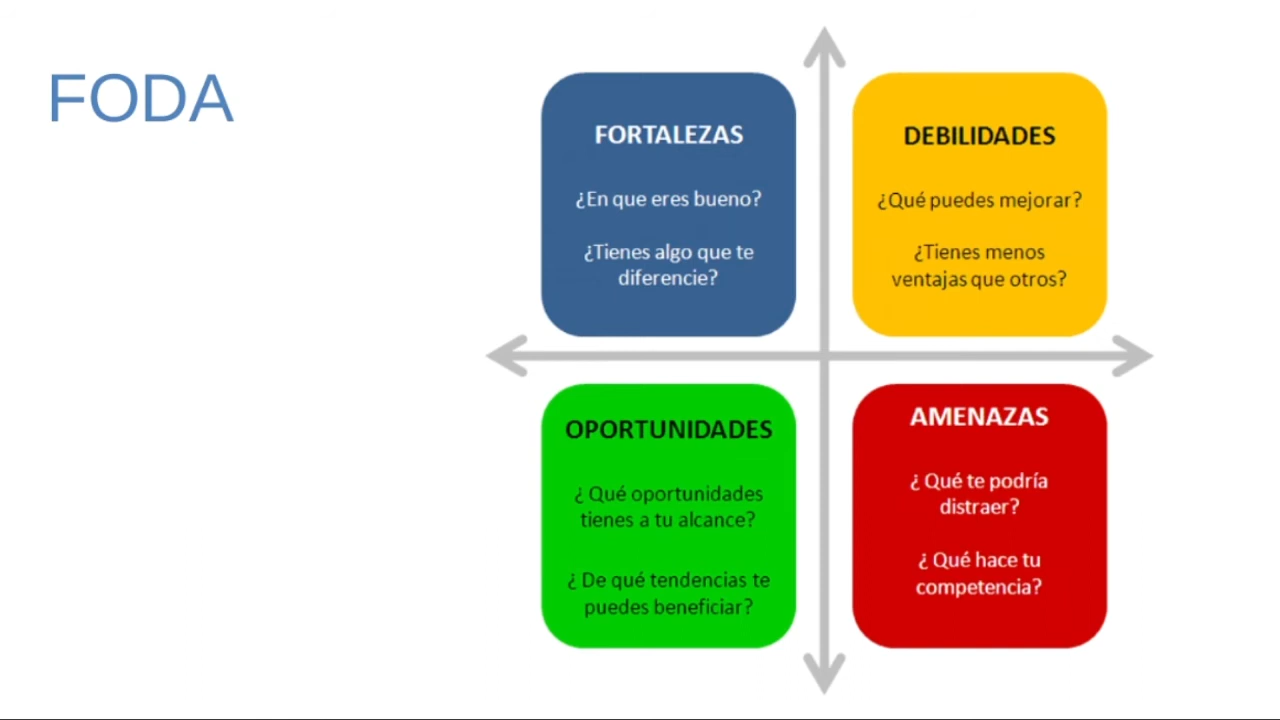 FODA
FORTALEZAS
¿En que eres bueno?
¿Tienes algo que te
diferencie?
DEBILIDADES
¿Qué puedes mejorar?
¿Tienes menos
ventajas que otros?
OPORTUNIDADES
¿ Qué oportunidades
tienes a tu alcance?
¿ De qué tendencias te
puedes beneficiar?
AMENAZAS
¿ Qué te podría
distraer?
¿ Qué hace tu
competencia?